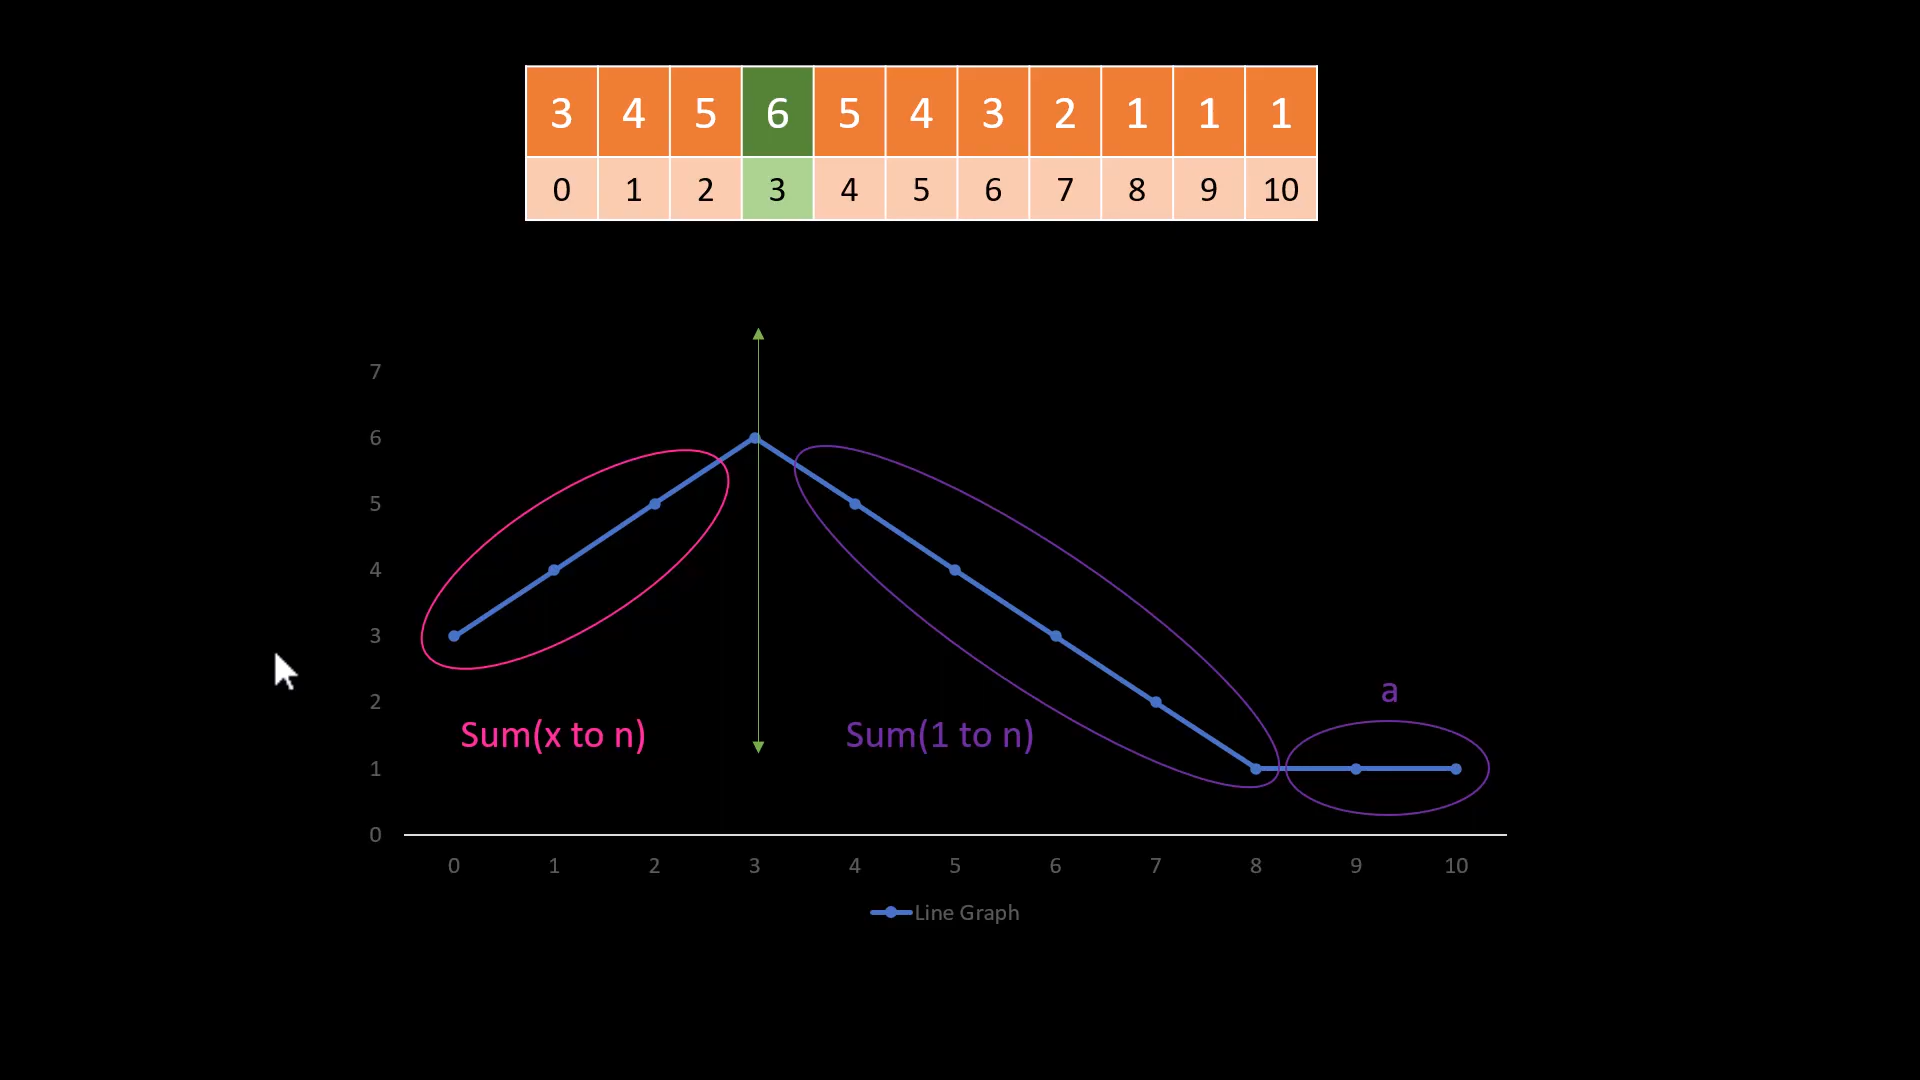 3 4 5 6 5 4 3 2 1 1 1
0 1 2 3 4 5 6 7 8 9 10
7
6
5
4
3
2
1
0
a
Sum(x to n)
Sum(1 to n)
0 1 2 3 4 5 6 7 8 9 10
Line Graph